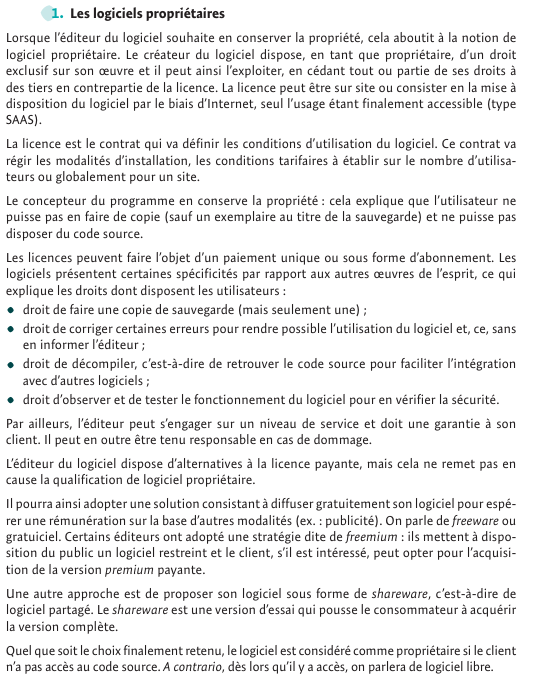 1. Les logiciels propriétaires
Lorsque l'éditeur du logiciel souhaite en conserver la propriété, cela aboutit à la notion de
logiciel propriétaire. Le créateur du logiciel dispose, en tant que propriétaire, d'un droit
exclusif sur son œuvre et il peut ainsi l'exploiter, en cédant tout ou partie de ses droits à
des tiers en contrepartie de la licence. La licence peut être sur site ou consister en la mise à
disposition du logiciel par le biais d'Internet, seul l'usage étant finalement accessible (type
SAAS).
La licence est le contrat qui va définir les conditions d'utilisation du logiciel. Ce contrat va
régir les modalités d'installation, les conditions tarifaires à établir sur le nombre d'utilisa-
teurs ou globalement pour un site.
Le concepteur du programme en conserve la propriété : cela explique que l'utilisateur ne
puisse pas en faire de copie (sauf un exemplaire au titre de la sauvegarde) et ne puisse pas
disposer du code source.
Les licences peuvent faire l'objet d'un paiement unique ou sous forme d'abonnement. Les
logiciels présentent certaines spécificités par rapport aux autres œuvres de l'esprit, ce qui
explique les droits dont disposent les utilisateurs :
• droit de faire une copie de sauvegarde (mais seulement une) ;
• droit de corriger certaines erreurs pour rendre possible l'utilisation du logiciel et, ce, sans
en informer l'éditeur ;
• droit de décompiler, c'est-à-dire de retrouver le code source pour faciliter l'intégration
avec d'autres logiciels ;
• droit d'observer et de tester le fonctionnement du logiciel pour en vérifier la sécurité.
Par ailleurs, l'éditeur peut s'engager sur un niveau de service et doit une garantie à son
client. Il peut en outre être tenu responsable en cas de dommage.
L'éditeur du logiciel dispose d'alternatives à la licence payante, mais cela ne remet pas en
cause la qualification de logiciel propriétaire.
Il pourra ainsi adopter une solution consistant à diffuser gratuitement son logiciel pour espé-
rer une rémunération sur la base d'autres modalités (ex. : publicité). On parle de freeware ou
gratuiciel. Certains éditeurs ont adopté une stratégie dite de freemium : ils mettent à dispo-
sition du public un logiciel restreint et le client, s'il est intéressé, peut opter pour l'acquisi-
tion de la version premium payante.
Une autre approche est de proposer son logiciel sous forme de shareware, c'est-à-dire de
logiciel partagé. Le shareware est une version d'essai qui pousse le consommateur à acquérir
la version complète.
Quel que soit le choix finalement retenu, le logiciel est considéré comme propriétaire si le client
n'a pas accès au code source. A contrario, dès lors qu'il y a accès, on parlera de logiciel libre.